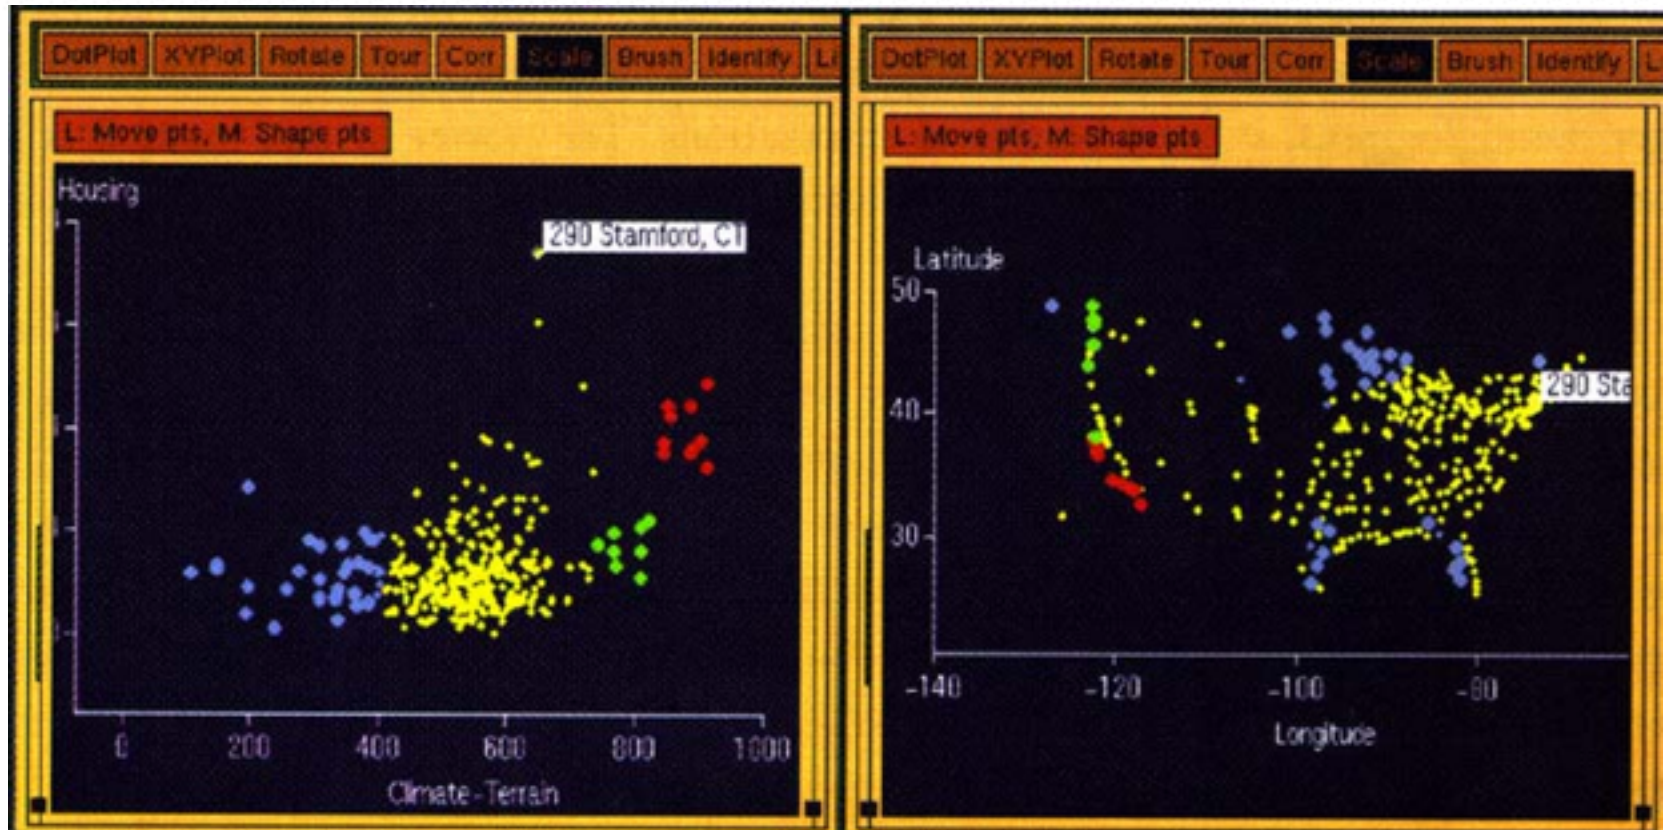 DotPlot XYPlot Rotate Tour Corr Scale Brush Identify
L: Move pts, M: Shape pts
Housing
290 Stamford, CT
0 200 400 600 800 1000
Climate-Terrain
DotPlot XYPlot Rotate Tour Corr Scale Brush Identify L
L: Move pts, M: Shape pts
Latitude
50
290 Sta
40
30
-140 -120 -100 -80
Longitude